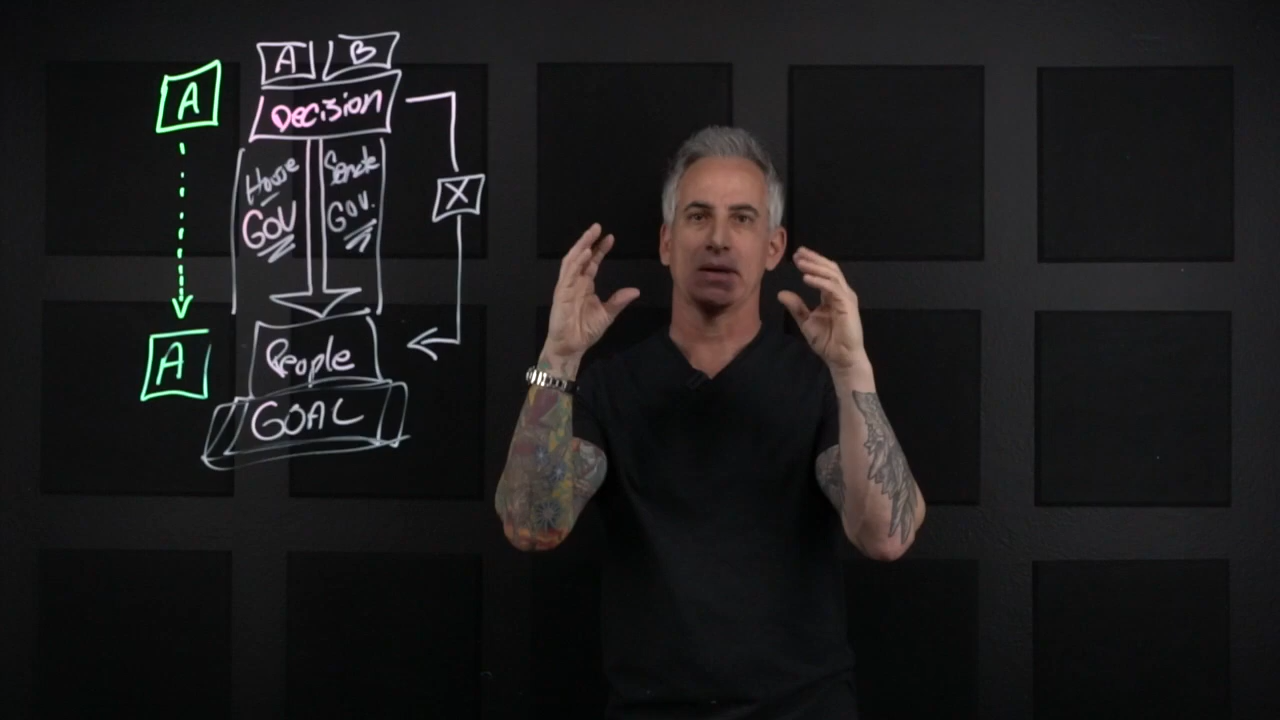 A B
A Decision
House Senate
GOV GOV.
X
A People
GOAL